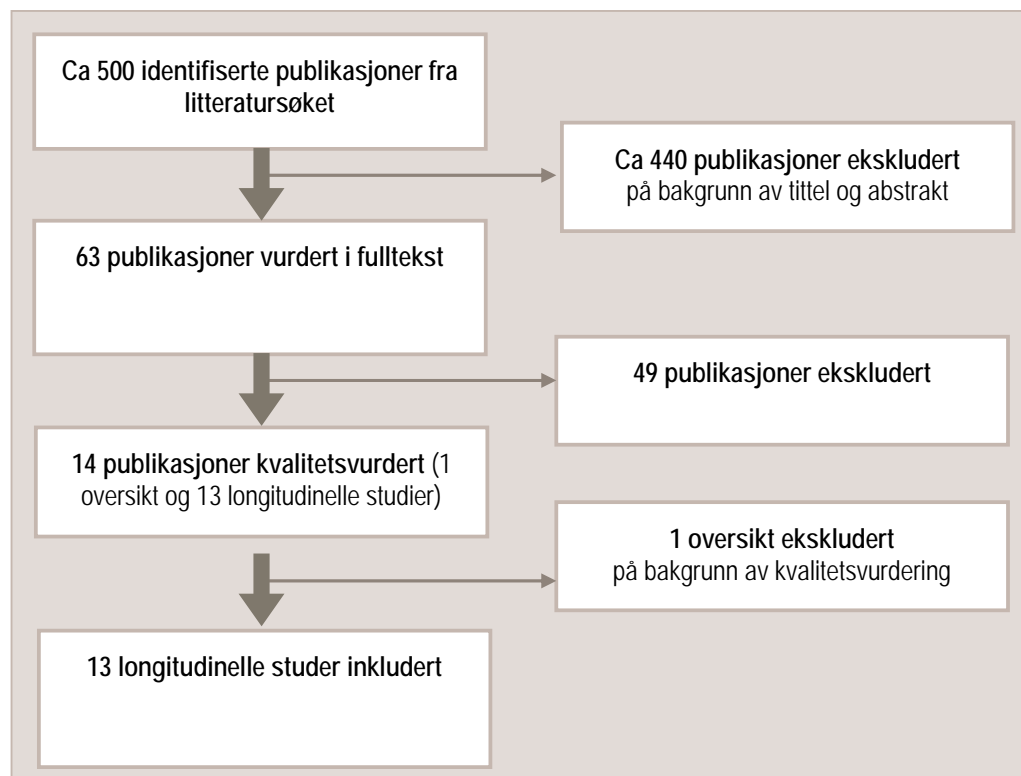 Ca 500 identifiserte publikasjoner fra
litteratursøket
Ca 440 publikasjoner ekskludert
på bakgrunn av tittel og abstrakt
63 publikasjoner vurdert i fulltekst
49 publikasjoner ekskludert
14 publikasjoner kvalitetsvurdert (1
oversikt og 13 longitudinelle studier)
1 oversikt ekskludert
på bakgrunn av kvalitetsvurdering
13 longitudinelle studer inkludert